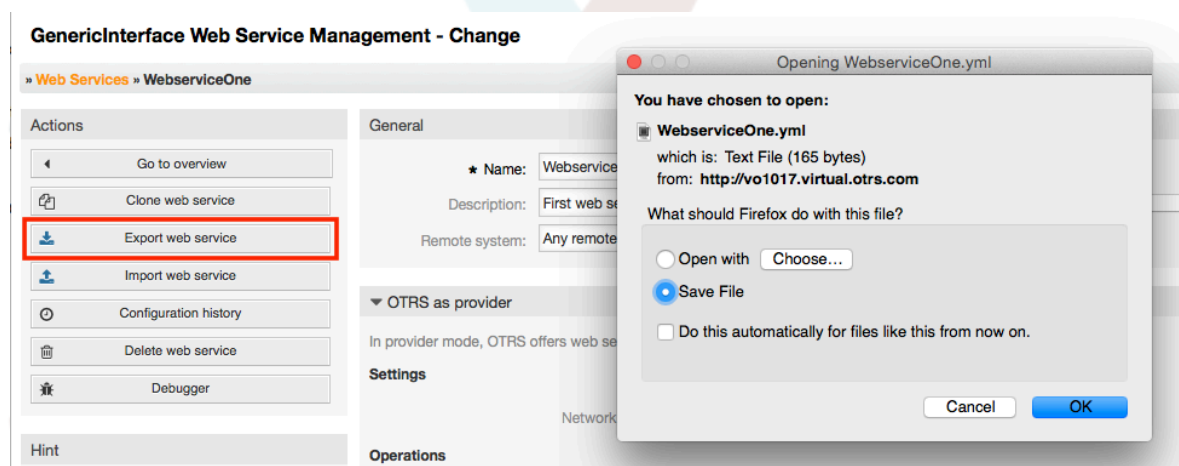 GenericInterface Web Service Management - Change
» Web Services » WebserviceOne
Actions
Go to overview
Clone web service
Export web service
Import web service
Configuration history
Delete web service
Debugger
Hint
General
★ Name: Webservice
Description: First web se
Remote system: Any remote
OTRS as provider
In provider mode, OTRS offers web se
Settings
Network
Operations
Opening WebserviceOne.yml
You have chosen to open:
WebserviceOne.yml
which is: Text File (165 bytes)
from: http://vo1017.virtual.otrs.com
What should Firefox do with this file?
Open with Choose...
Save File
Do this automatically for files like this from now on.
Cancel OK